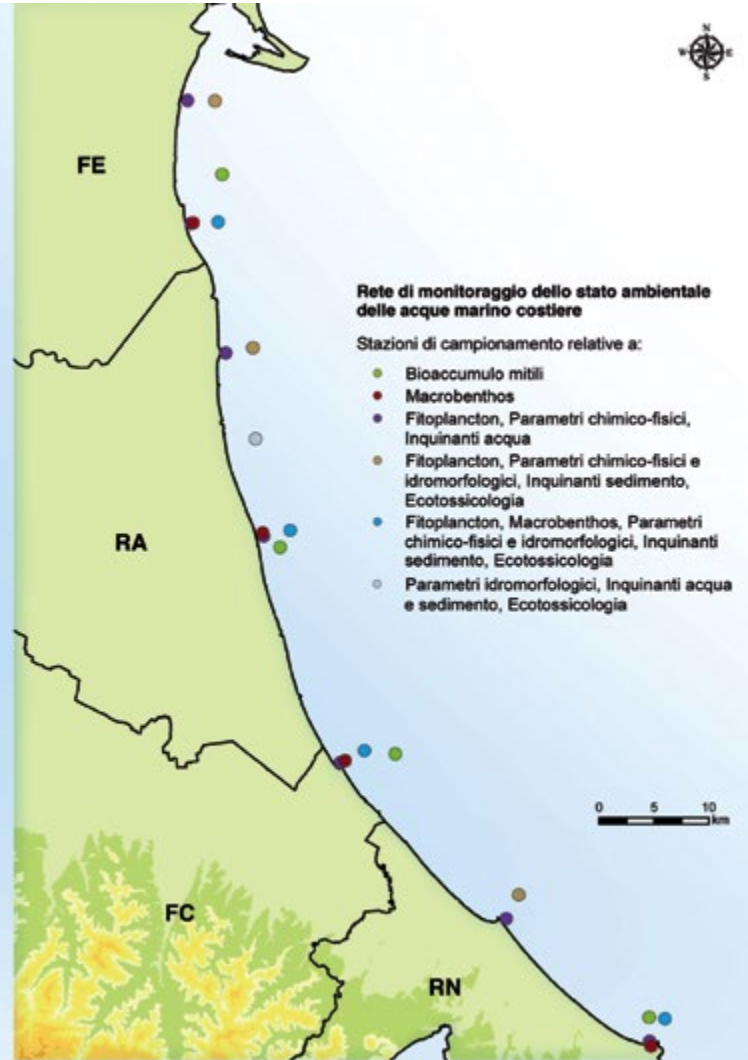 N
W E
S
FE
Rete di monitoraggio dello stato ambientale
delle acque marino costiere
Stazioni di campionamento relative a:
Bioaccumulo mitili
Macrobenthos
Fitoplancton, Parametri chimico-fisici,
Inquinanti acqua
Fitoplancton, Parametri chimico-fisici e
idromorfologici, Inquinanti sedimento,
Ecotossicologia
Fitoplancton, Macrobenthos, Parametri
chimico-fisici e idromorfologici, Inquinanti
sedimento, Ecotossicologia
Parametri idromorfologici, Inquinanti acqua
e sedimento, Ecotossicologia
RA
0 5 10
km
FC
RN